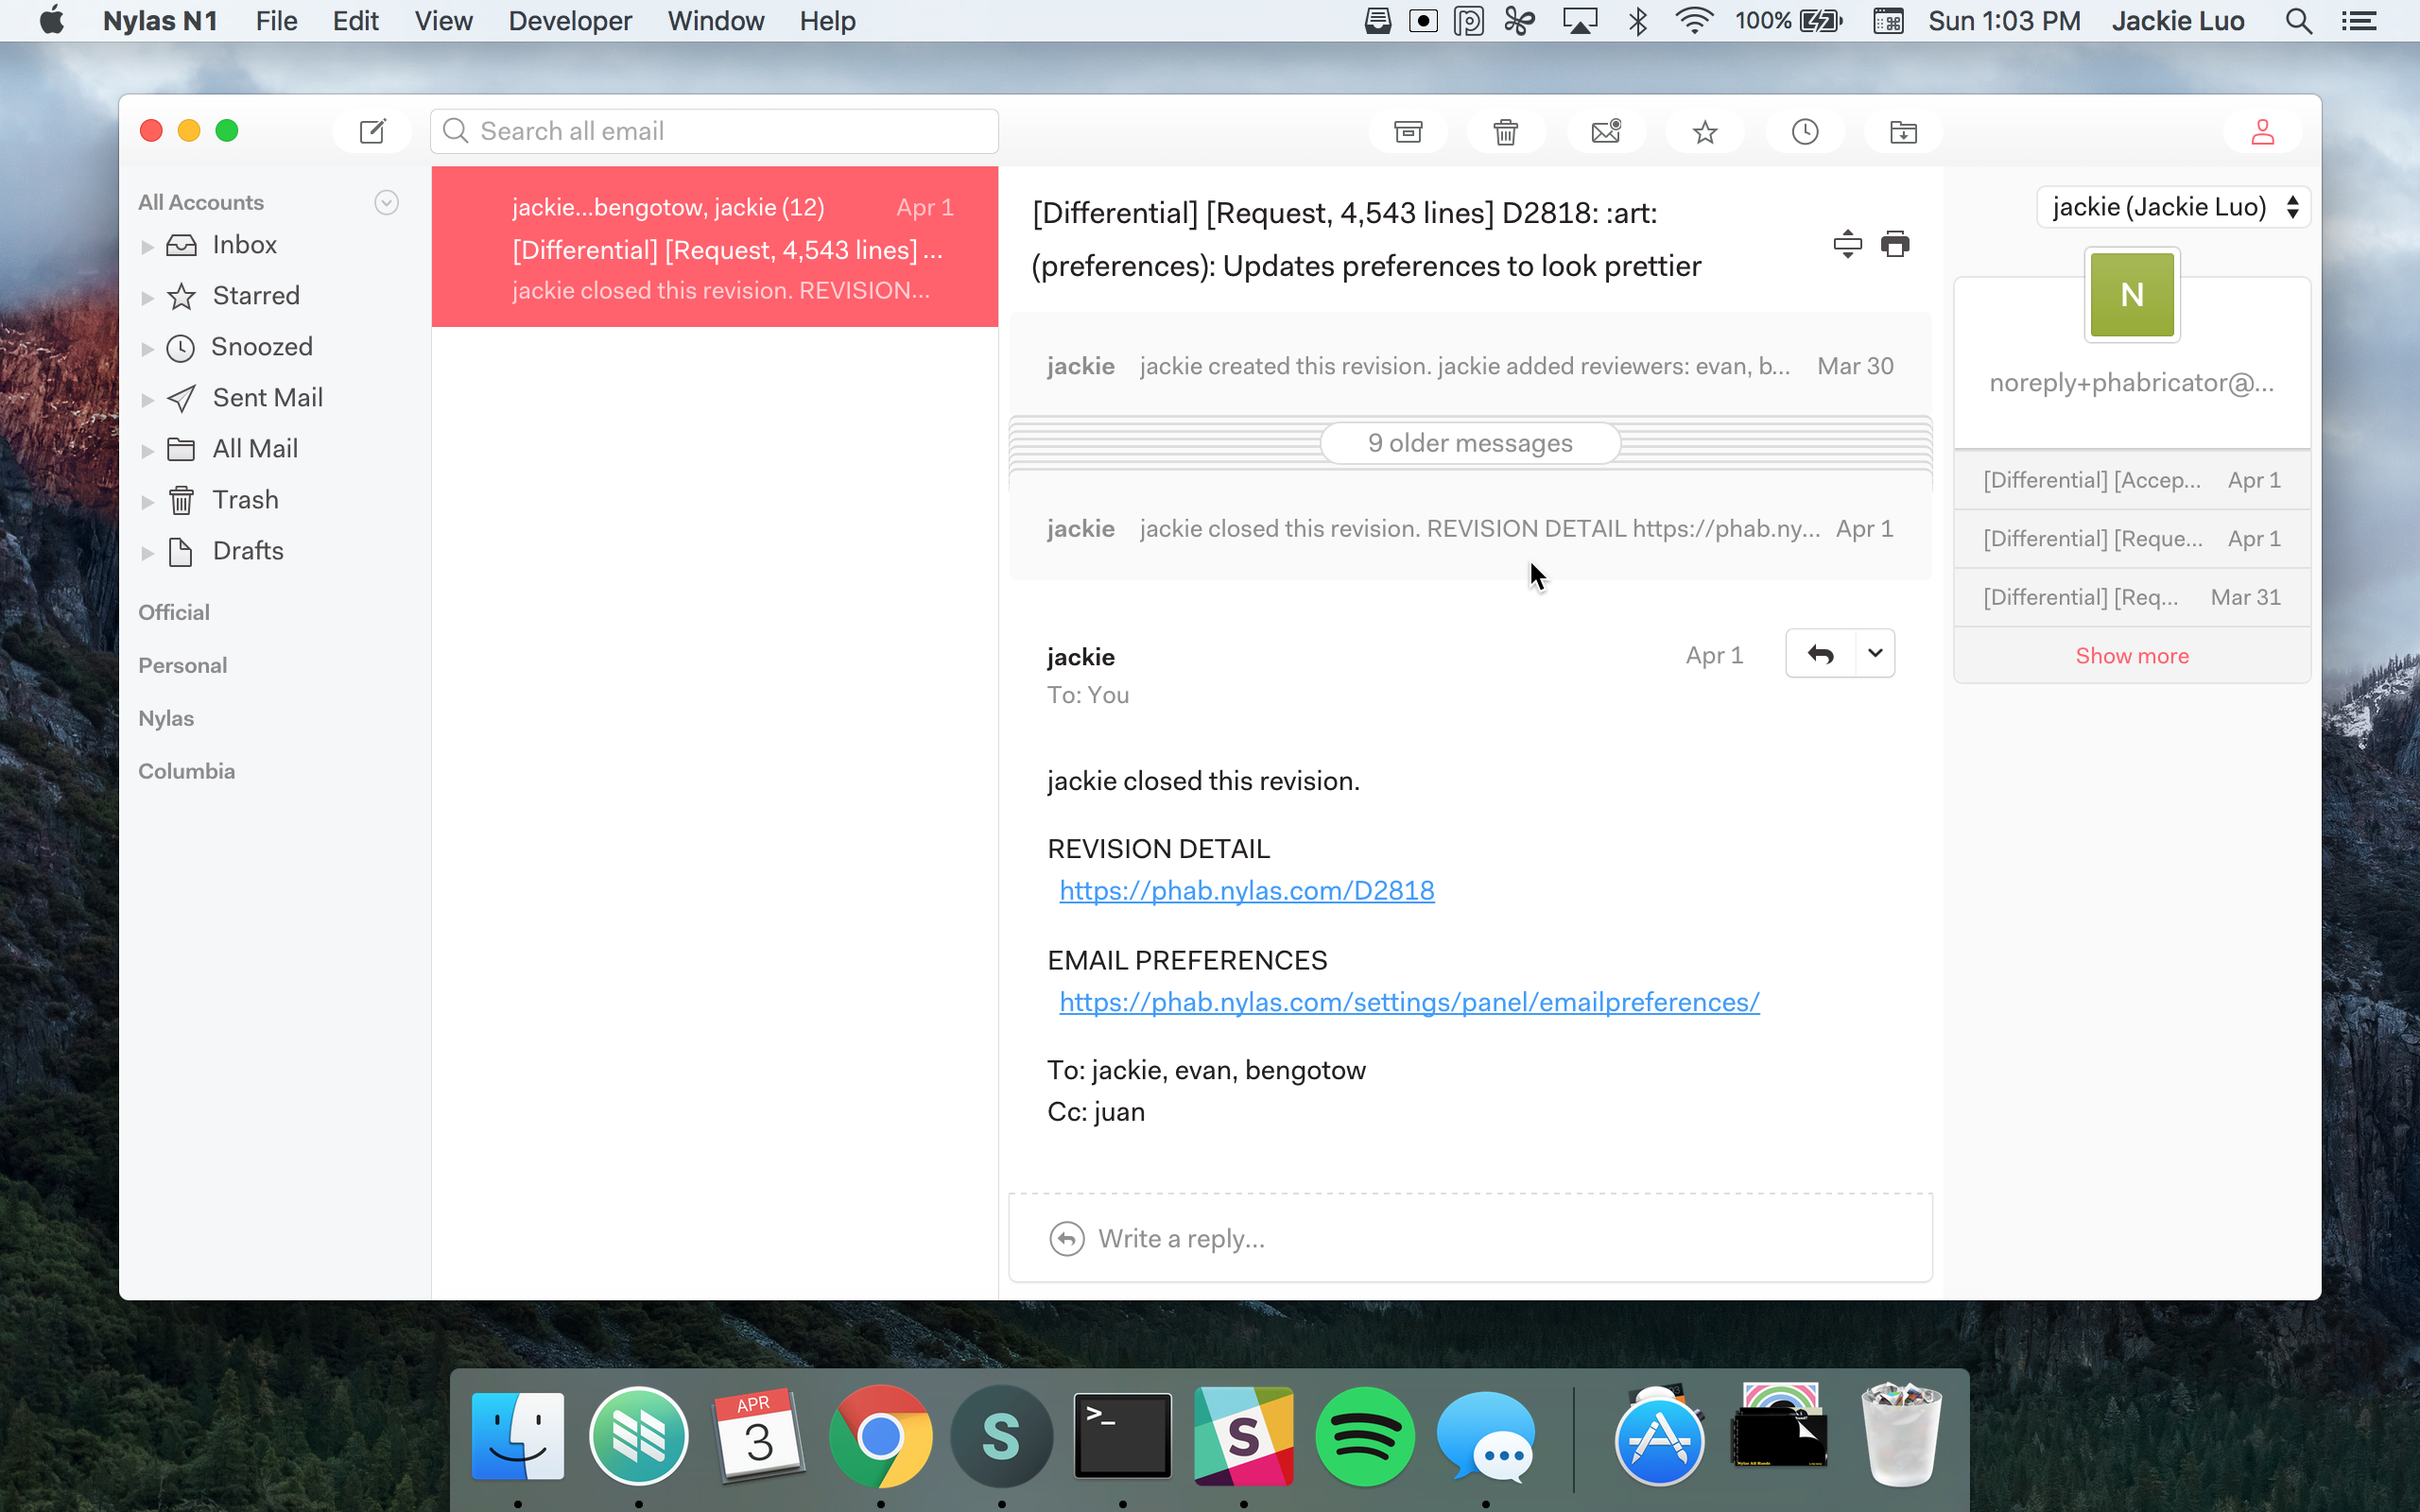 Nylas N1 File Edit View Developer Window Help 100% Sun 1:03 PM Jackie Luo
Search all email
All Accounts
Inbox
Starred
Snoozed
Sent Mail
All Mail
Trash
Drafts
Official
Personal
Nylas
Columbia
jackie...bengotow, jackie (12) Apr 1
[Differential] [Request, 4,543 lines] ...
jackie closed this revision. REVISION...
[Differential] [Request, 4,543 lines] D2818: :art:
(preferences): Updates preferences to look prettier
jackie jackie created this revision. jackie added reviewers: evan, b... Mar 30
9 older messages
jackie jackie closed this revision. REVISION DETAIL https://phab.ny... Apr 1
jackie Apr 1
To: You
jackie closed this revision.
REVISION DETAIL
https://phab.nylas.com/D2818
EMAIL PREFERENCES
https://phab.nylas.com/settings/panel/emailpreferences/
To: jackie, evan, bengotow
Cc: juan
Write a reply...
jackie (Jackie Luo)
N
noreply+phabricator@...
[Differential] [Accep... Apr 1
[Differential] [Reque... Apr 1
[Differential] [Req... Mar 31
Show more
APR
3
S
>_
S